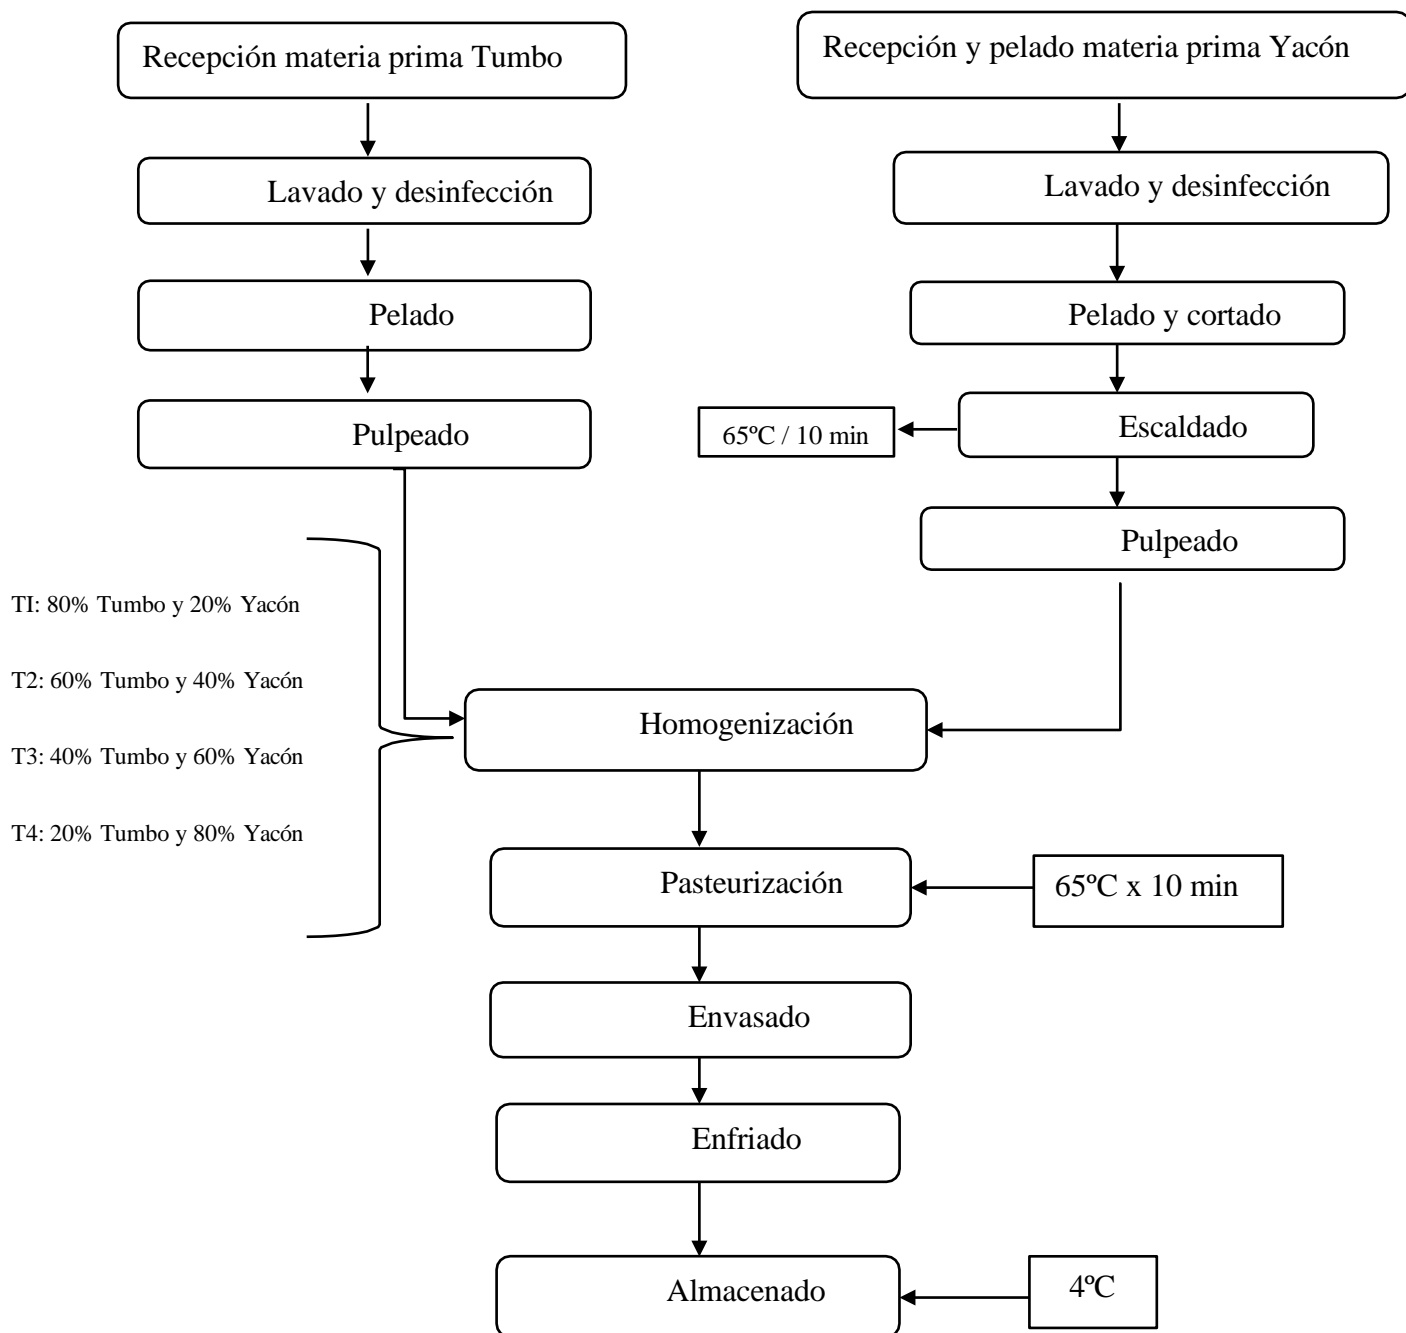 Recepción materia prima Tumbo
Recepción y pelado materia prima Yacón
Lavado y desinfección
Lavado y desinfección
Pelado
Pelado y cortado
Pulpeado
65ºC / 10 min
Escaldado
Pulpeado
TI: 80% Tumbo y 20% Yacón
T2: 60% Tumbo y 40% Yacón
T3: 40% Tumbo y 60% Yacón
T4: 20% Tumbo y 80% Yacón
Homogenización
Pasteurización
65ºC x 10 min
Envasado
Enfriado
Almacenado
4ºC